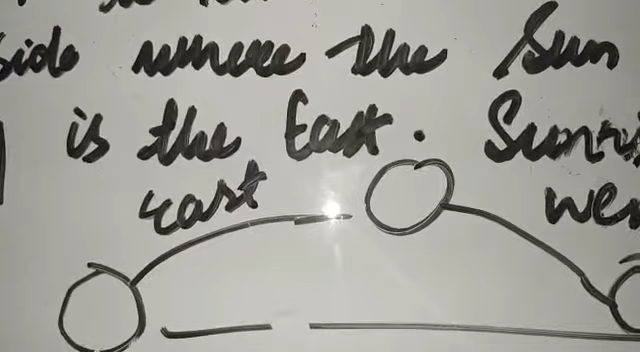 side where the Sun
is the East. Sunri
east
wes